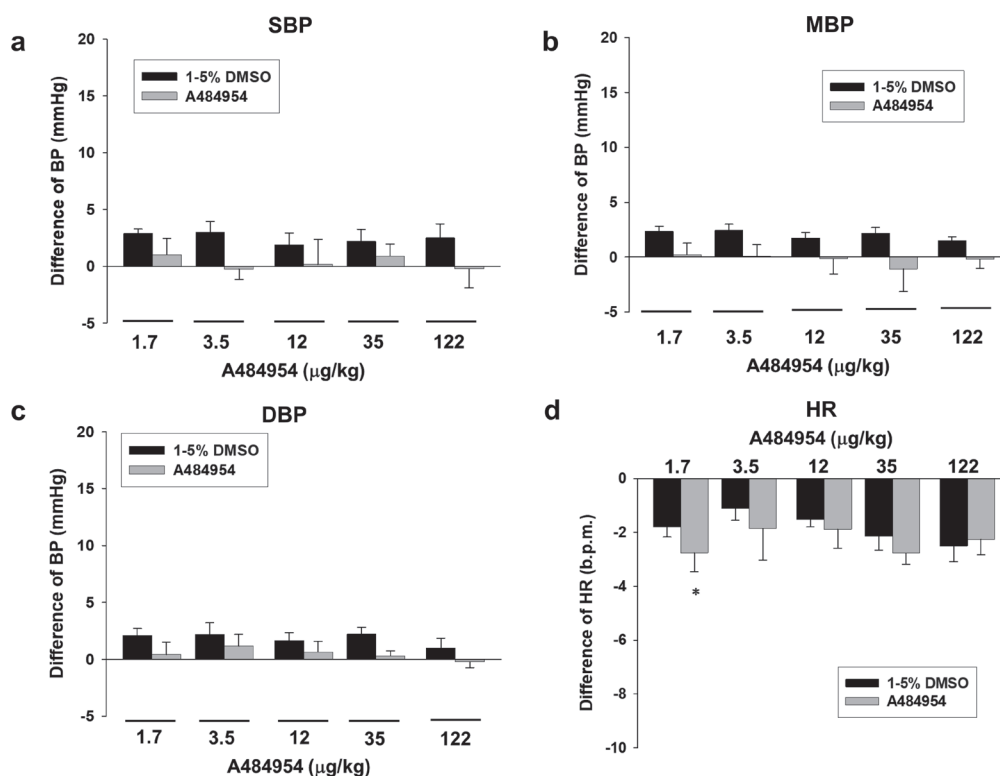 a
SBP
20
15
10
5
0
-5
Difference of BP (mmHg)
1-5% DMSO
A484954
1.7 3.5 12 35 122
A484954 (μg/kg)
b
MBP
20
15
10
5
0
-5
Difference of BP (mmHg)
1-5% DMSO
A484954
1.7 3.5 12 35 122
A484954 (μg/kg)
c
DBP
20
15
10
5
0
-5
Difference of BP (mmHg)
1-5% DMSO
A484954
1.7 3.5 12 35 122
A484954 (μg/kg)
d
HR
A484954 (μg/kg)
1.7 3.5 12 35 122
0
-2
-4
-6
-8
-10
Difference of HR (b.p.m.)
*
1-5% DMSO
A484954